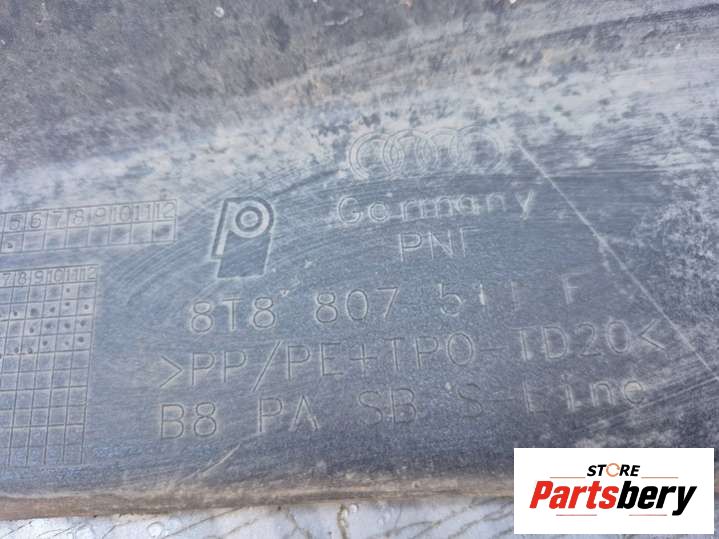 5 6 7 8 9 10 11 12
Germany
PNF
7 8 9 10 11 12
8T8 807 511 F
>PP/PE+TPO-TD20<
B8 PA SB S-Line
STORE
Partsbery